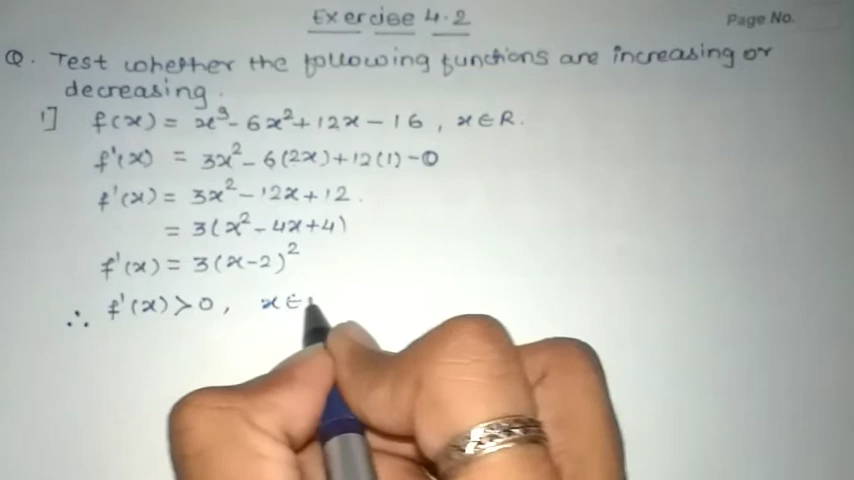 Exercise 4.2
Page No.
Q. Test whether the following functions are increasing or
decreasing.
1] f(x) = x³ - 6x² + 12x - 16, x∈R.
f'(x) = 3x² - 6(2x) + 12(1) - 0
f'(x) = 3x² - 12x + 12.
= 3(x² - 4x + 4)
f'(x) = 3(x-2)²
∴ f'(x) > 0, x∈